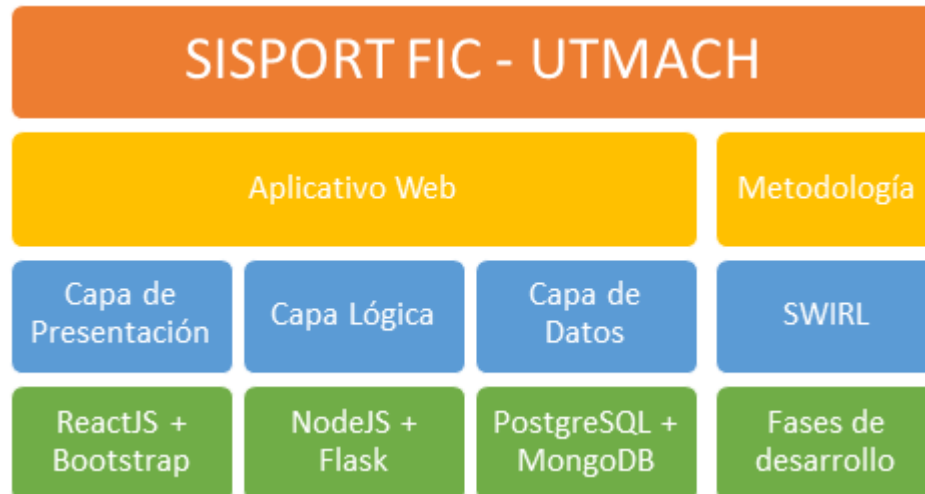 SISPORT FIC - UTMACH
Aplicativo Web
Metodología
Capa de
Presentación
Capa Lógica
Capa de
Datos
SWIRL
ReactJS +
Bootstrap
NodeJS +
Flask
PostgreSQL +
MongoDB
Fases de
desarrollo